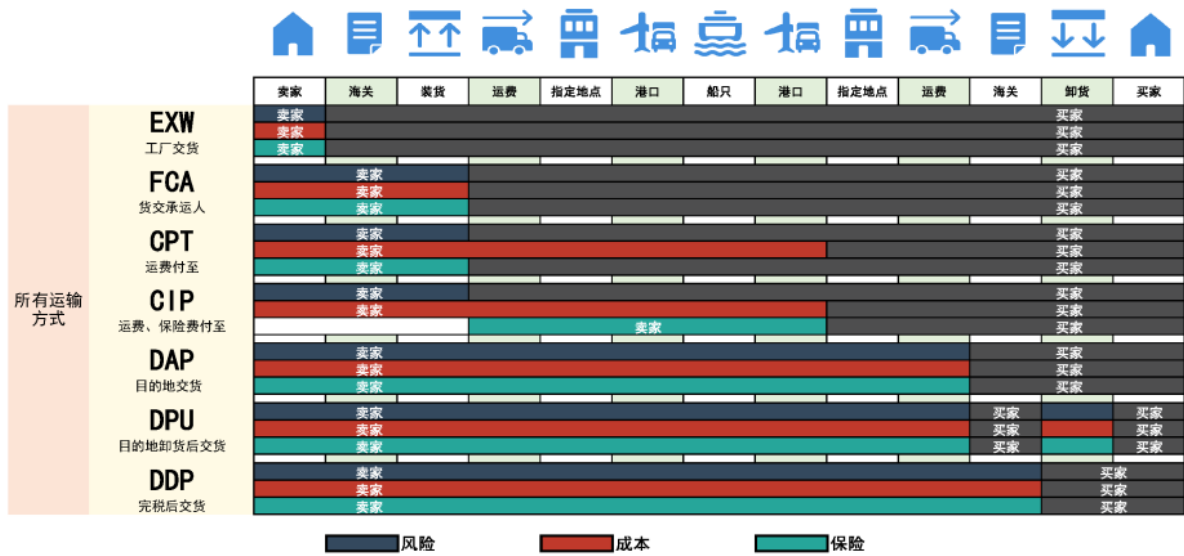 卖家 海关 装货 运费 指定地点 港口 船只 港口 指定地点 运费 海关 卸货 买家
所有运输
方式
EXW
工厂交货
卖家 买家
卖家 买家
卖家 买家
FCA
货交承运人
卖家 买家
卖家 买家
卖家 买家
CPT
运费付至
卖家 买家
卖家 买家
卖家 买家
CIP
运费、保险费付至
卖家 买家
卖家 买家
卖家 买家
DAP
目的地交货
卖家 买家
卖家 买家
卖家 买家
DPU
目的地卸货后交货
卖家 买家 买家
卖家 买家 买家
卖家 买家 买家
DDP
完税后交货
卖家 买家
卖家 买家
卖家 买家
风险 成本 保险